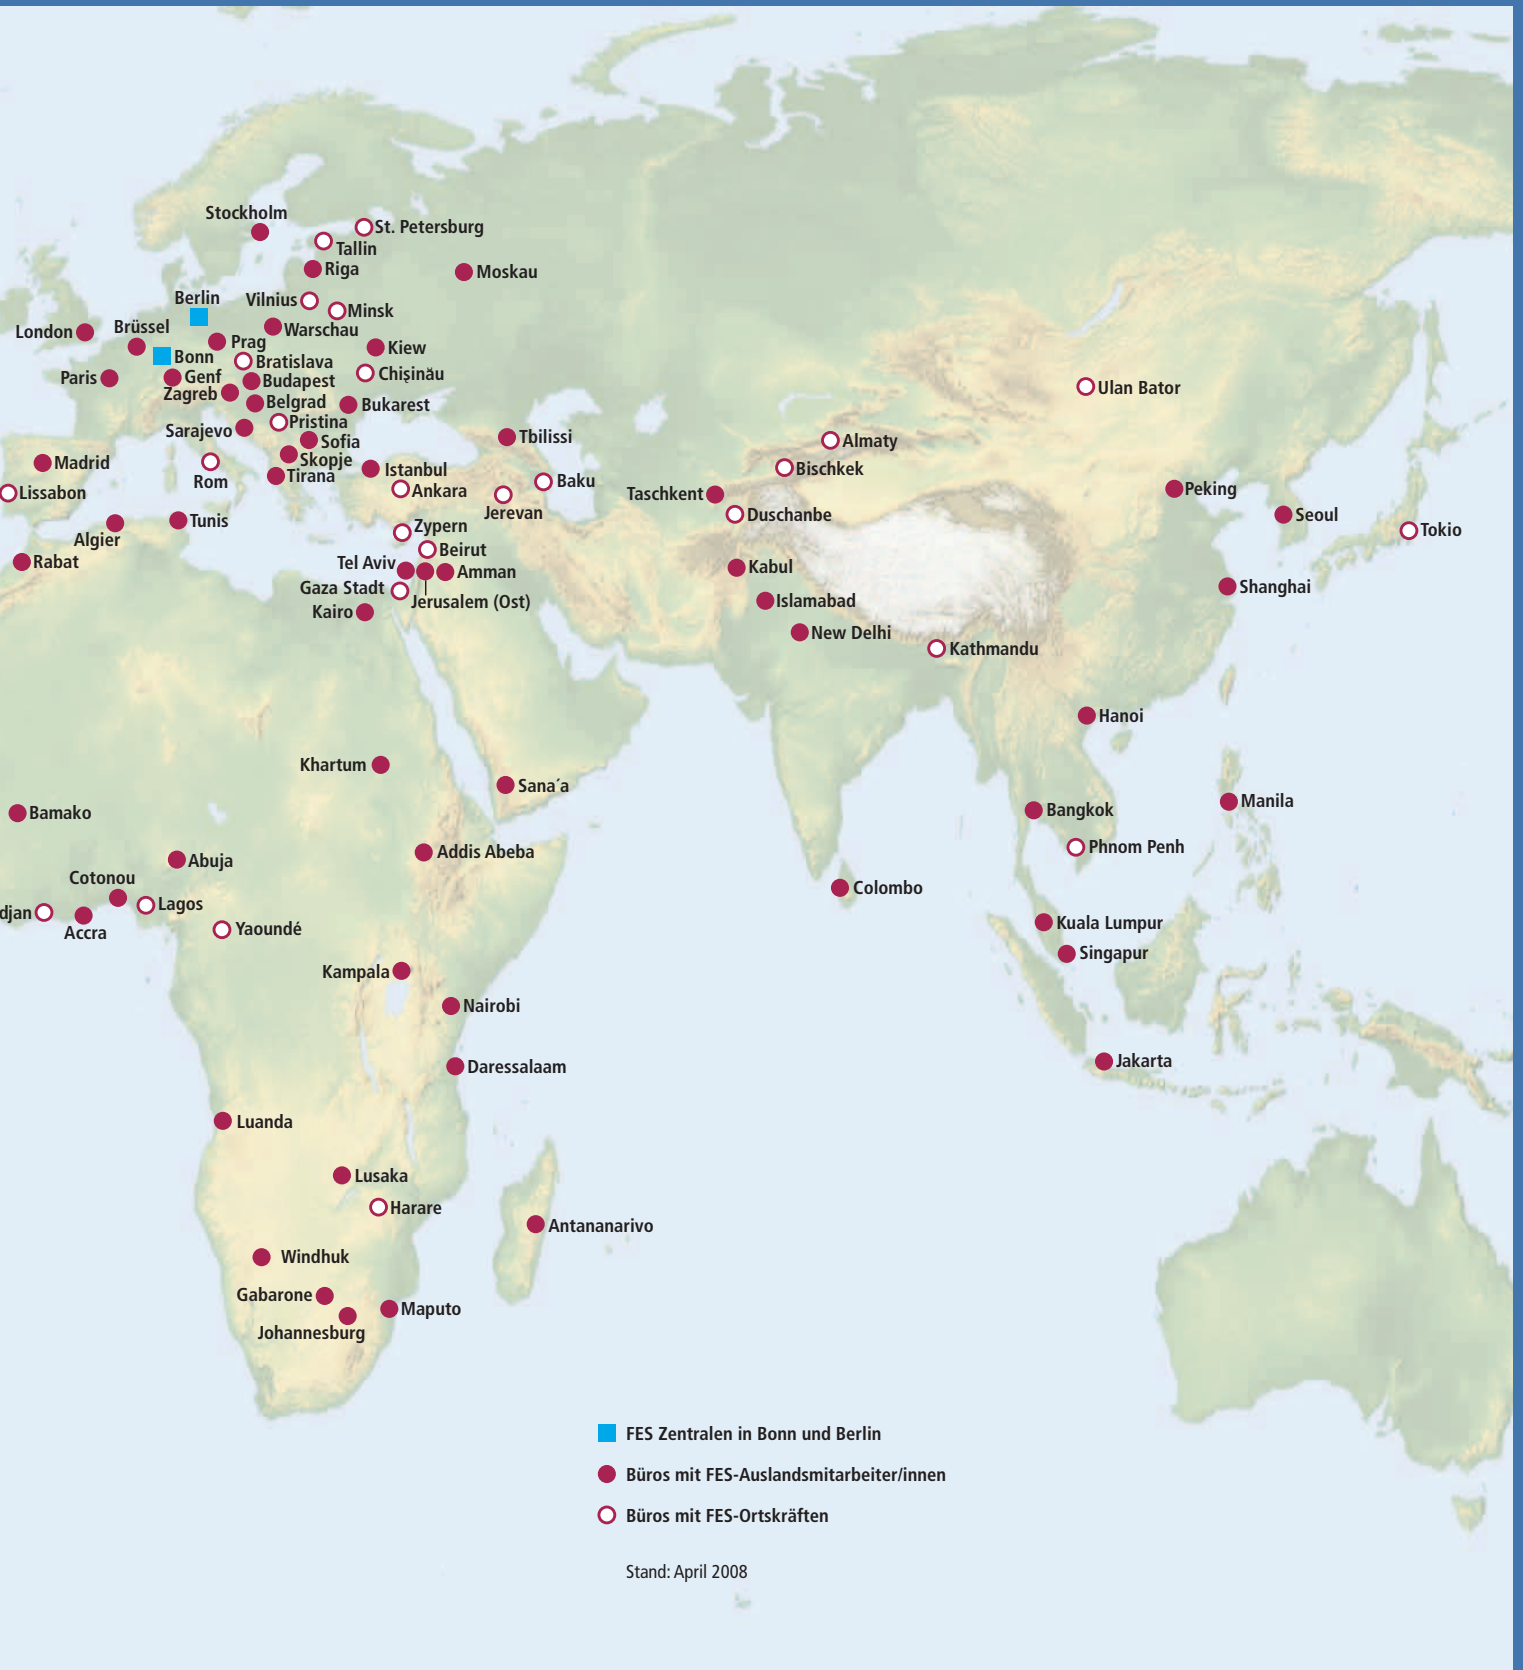 Stockholm
St. Petersburg
Tallin
Riga
Moskau
Berlin
Vilnius
Minsk
London
Brüssel
Warschau
Prag
Kiew
Bonn
Bratislava
Chişinău
Paris
Genf
Budapest
Zagreb
Belgrad
Bukarest
Ulan Bator
Pristina
Sarajevo
Sofia
Tbilissi
Almaty
Madrid
Skopje
Istanbul
Bischkek
Rom
Tirana
Baku
Lissabon
Ankara
Taschkent
Peking
Jerevan
Duschanbe
Seoul
Tunis
Zypern
Tokio
Algier
Beirut
Rabat
Tel Aviv
Amman
Kabul
Gaza Stadt
Shanghai
Jerusalem (Ost)
Islamabad
Kairo
New Delhi
Kathmandu
Hanoi
Khartum
Sana´a
Bamako
Bangkok
Manila
Addis Abeba
Phnom Penh
Abuja
Cotonou
Colombo
Lagos
djan
Accra
Yaoundé
Kuala Lumpur
Singapur
Kampala
Nairobi
Daressalaam
Jakarta
Luanda
Lusaka
Harare
Antananarivo
Windhuk
Gabarone
Maputo
Johannesburg
FES Zentralen in Bonn und Berlin
Büros mit FES-Auslandsmitarbeiter/innen
Büros mit FES-Ortskräften
Stand: April 2008